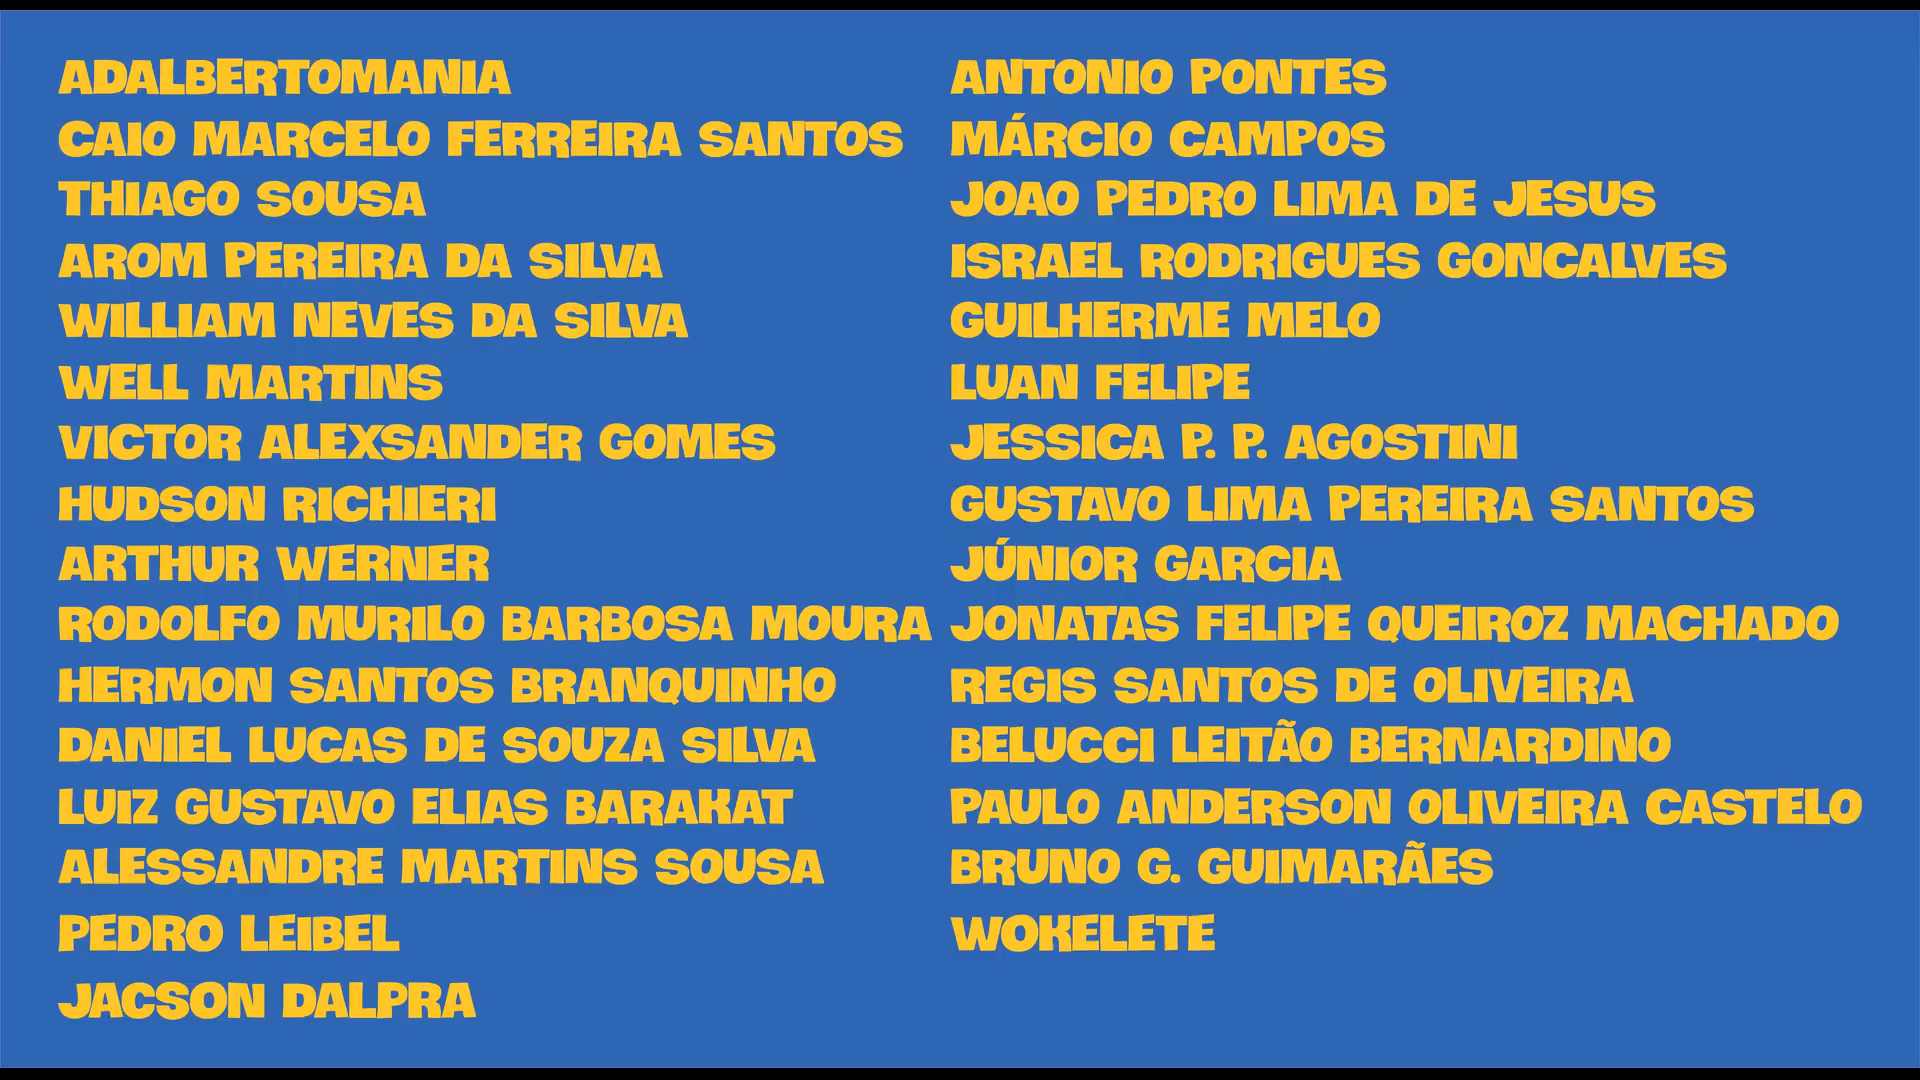 ADALBERTOMANIA
CAIO MARCELO FERREIRA SANTOS
THIAGO SOUSA
AROM PEREIRA DA SILVA
WILLIAM NEVES DA SILVA
WELL MARTINS
VICTOR ALEXSANDER GOMES
HUDSON RICHIERI
ARTHUR WERNER
RODOLFO MURILO BARBOSA MOURA
HERMON SANTOS BRANQUINHO
DANIEL LUCAS DE SOUZA SILVA
LUIZ GUSTAVO ELIAS BARAKAT
ALESSANDRE MARTINS SOUSA
PEDRO LEIBEL
JACSON DALPRA
ANTONIO PONTES
MÁRCIO CAMPOS
JOAO PEDRO LIMA DE JESUS
ISRAEL RODRIGUES GONCALVES
GUILHERME MELO
LUAN FELIPE
JESSICA P. P. AGOSTINI
GUSTAVO LIMA PEREIRA SANTOS
JÚNIOR GARCIA
JONATAS FELIPE QUEIROZ MACHADO
REGIS SANTOS DE OLIVEIRA
BELUCCI LEITÃO BERNARDINO
PAULO ANDERSON OLIVEIRA CASTELO
BRUNO G. GUIMARÃES
WOKELETE